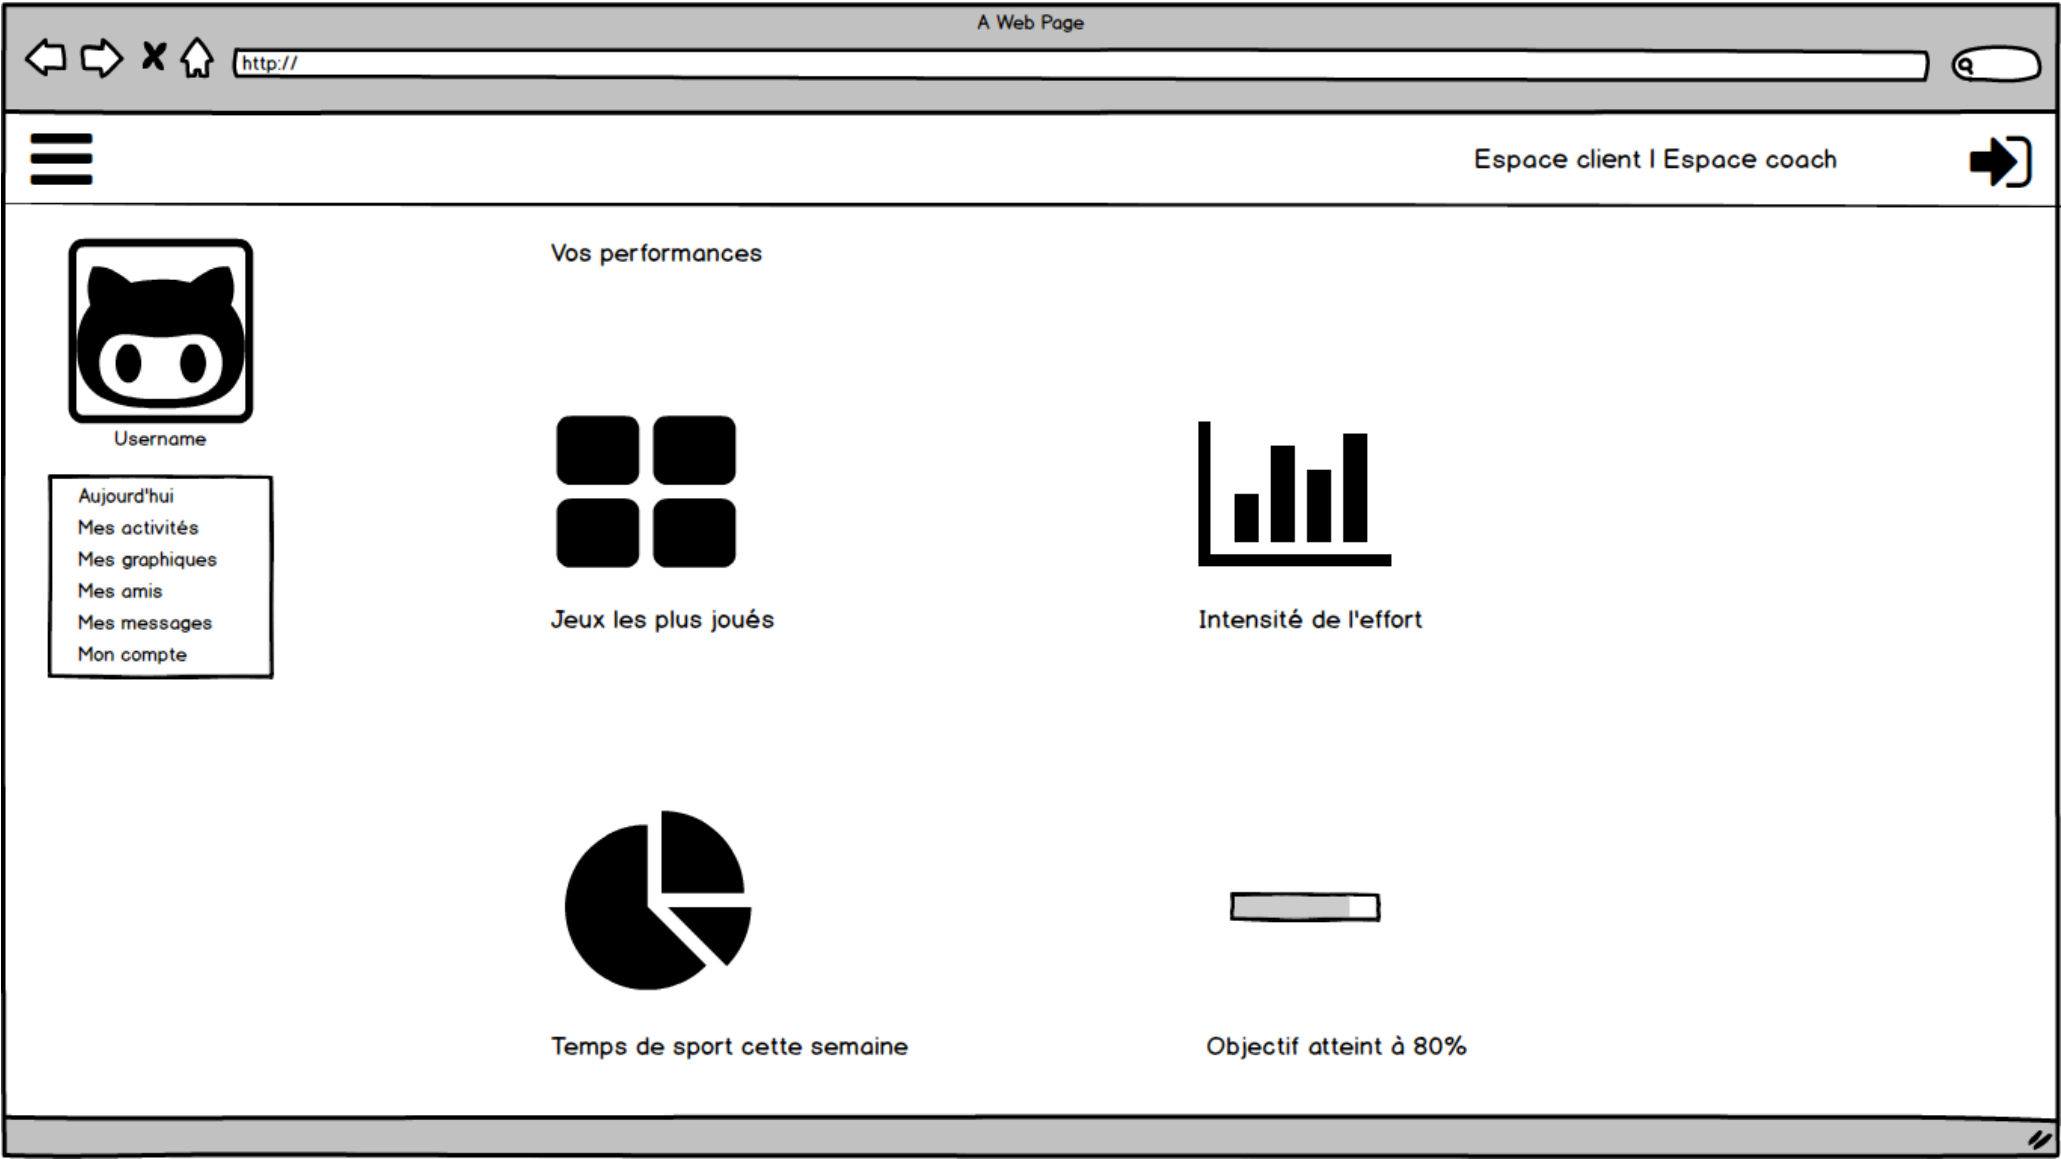 A Web Page
http://
Espace client | Espace coach
Vos performances
Username
Aujourd'hui
Mes activités
Mes graphiques
Mes amis
Mes messages
Mon compte
Jeux les plus joués
Intensité de l'effort
Temps de sport cette semaine
Objectif atteint à 80%